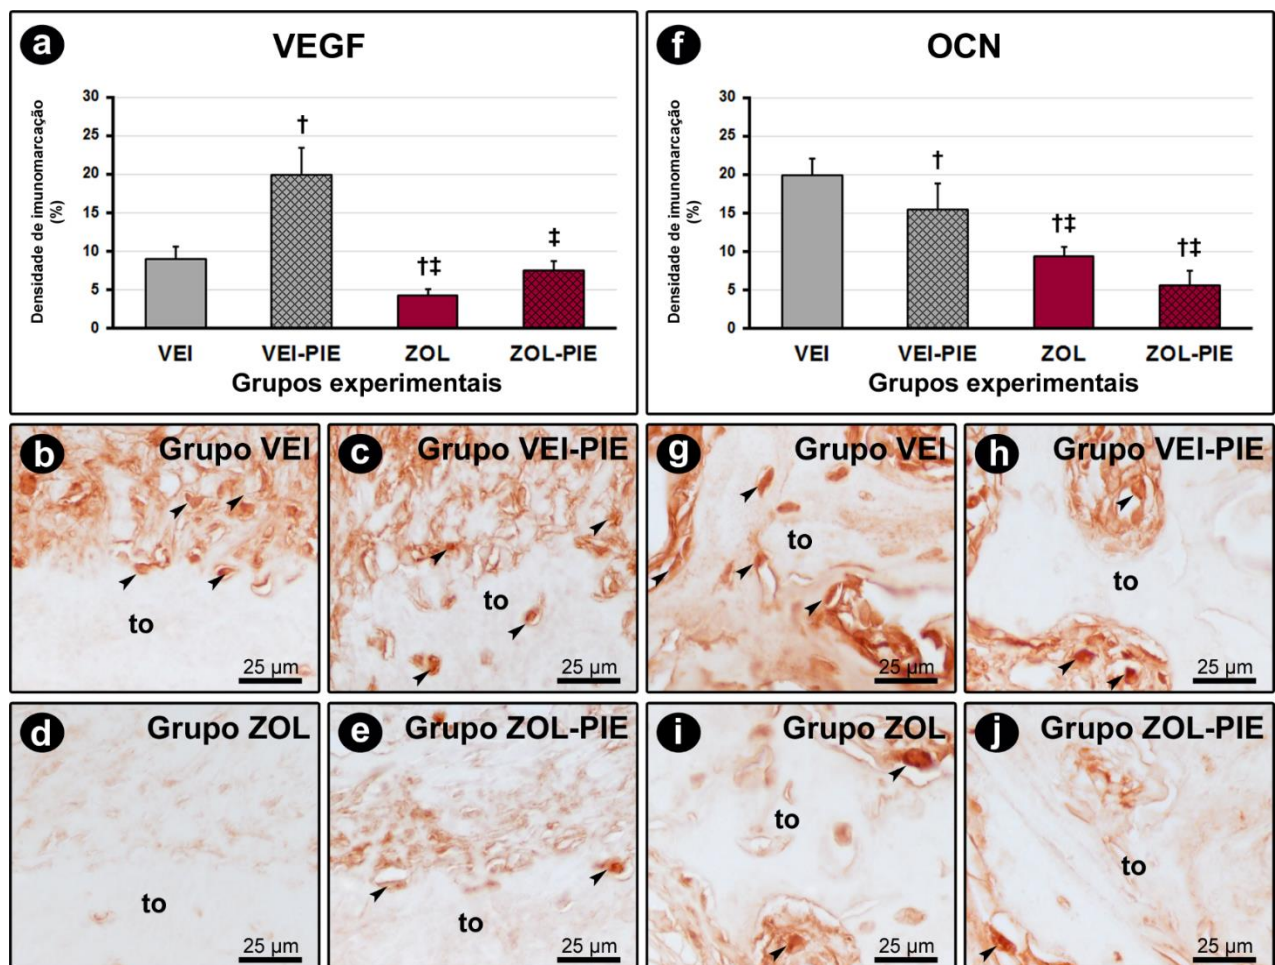 a
VEGF
Densidade de imunomarcação
(%)
30
25
20
15
10
5
0
†
†‡
‡
VEI
VEI-PIE
ZOL
ZOL-PIE
Grupos experimentais
f
OCN
Densidade de imunomarcação
(%)
30
25
20
15
10
5
0
†
†‡
†‡
VEI
VEI-PIE
ZOL
ZOL-PIE
Grupos experimentais
b
Grupo VEI
to
25 µm
c
Grupo VEI-PIE
to
25 µm
g
Grupo VEI
to
25 µm
h
Grupo VEI-PIE
to
25 µm
d
Grupo ZOL
to
25 µm
e
Grupo ZOL-PIE
to
25 µm
i
Grupo ZOL
to
25 µm
j
Grupo ZOL-PIE
to
25 µm